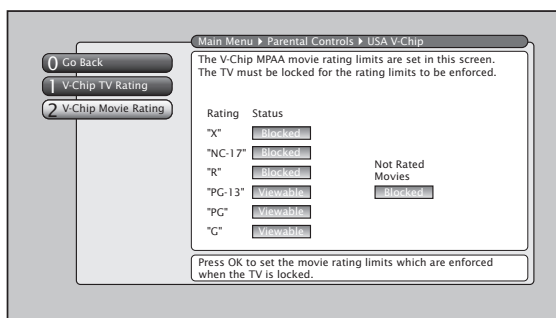 Main Menu ▶ Parental Controls ▶ USA V-Chip
0 Go Back
1 V-Chip TV Rating
2 V-Chip Movie Rating
The V-Chip MPAA movie rating limits are set in this screen.
The TV must be locked for the rating limits to be enforced.
Rating Status
"X" Blocked
"NC-17" Blocked
"R" Blocked
"PG-13" Viewable
"PG" Viewable
"G" Viewable
Not Rated
Movies
Blocked
Press OK to set the movie rating limits which are enforced
when the TV is locked.